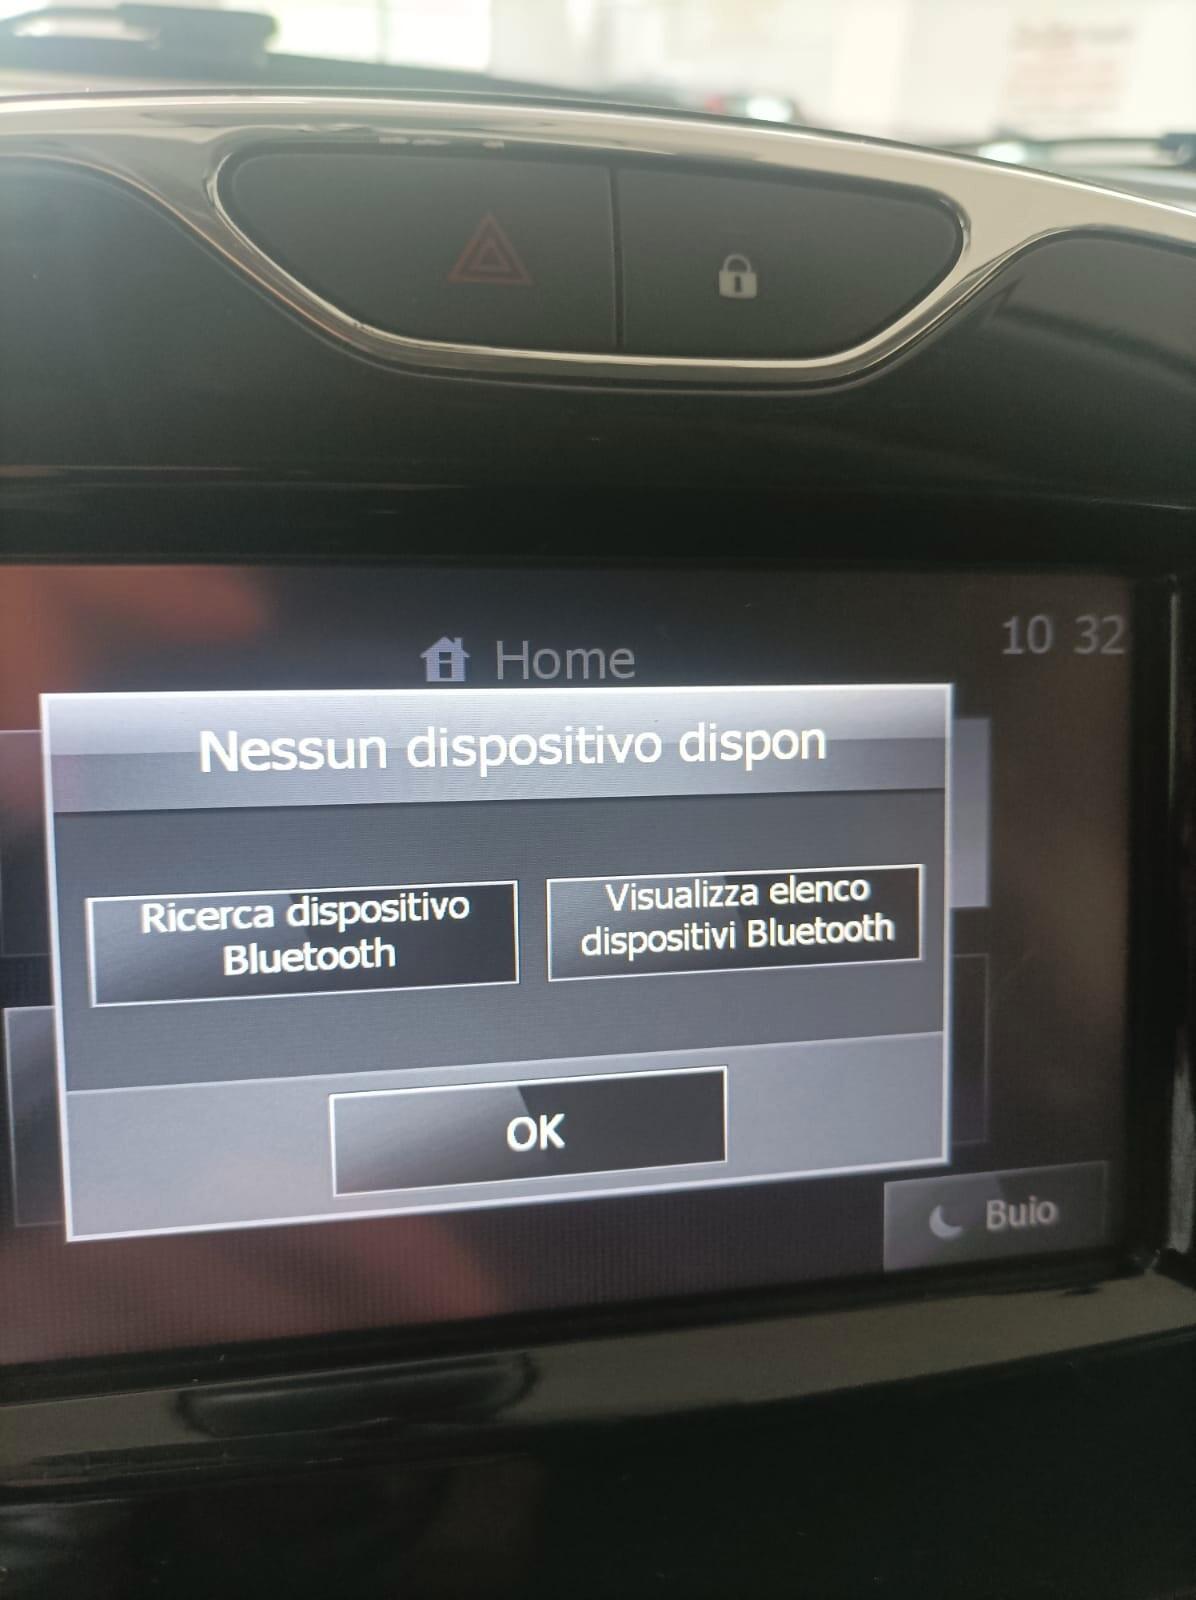 Home
10 32
Nessun dispositivo dispon
Ricerca dispositivo
Bluetooth
Visualizza elenco
dispositivi Bluetooth
OK
Buio